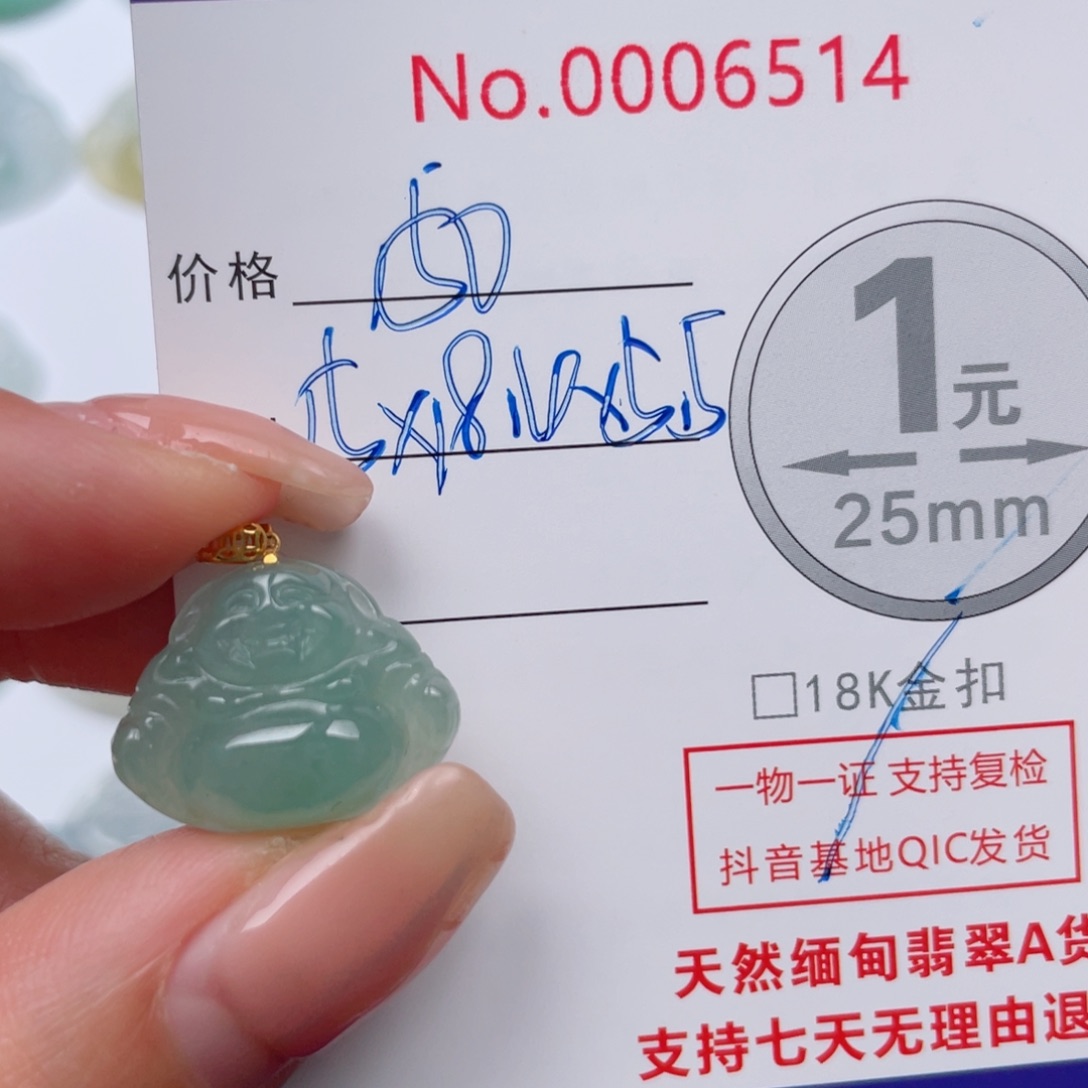 No.0006514
价格
1元
25mm
18K金扣
一物一证 支持复检
抖音基地QIC发货
天然缅甸翡翠A货
支持七天无理由退